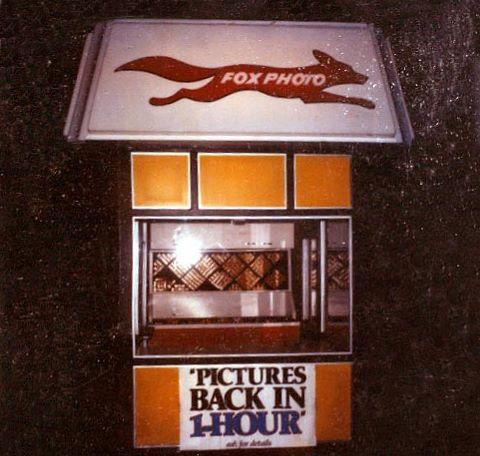 FOX PHOTO
"PICTURES
BACK IN
1-HOUR"
ask for details